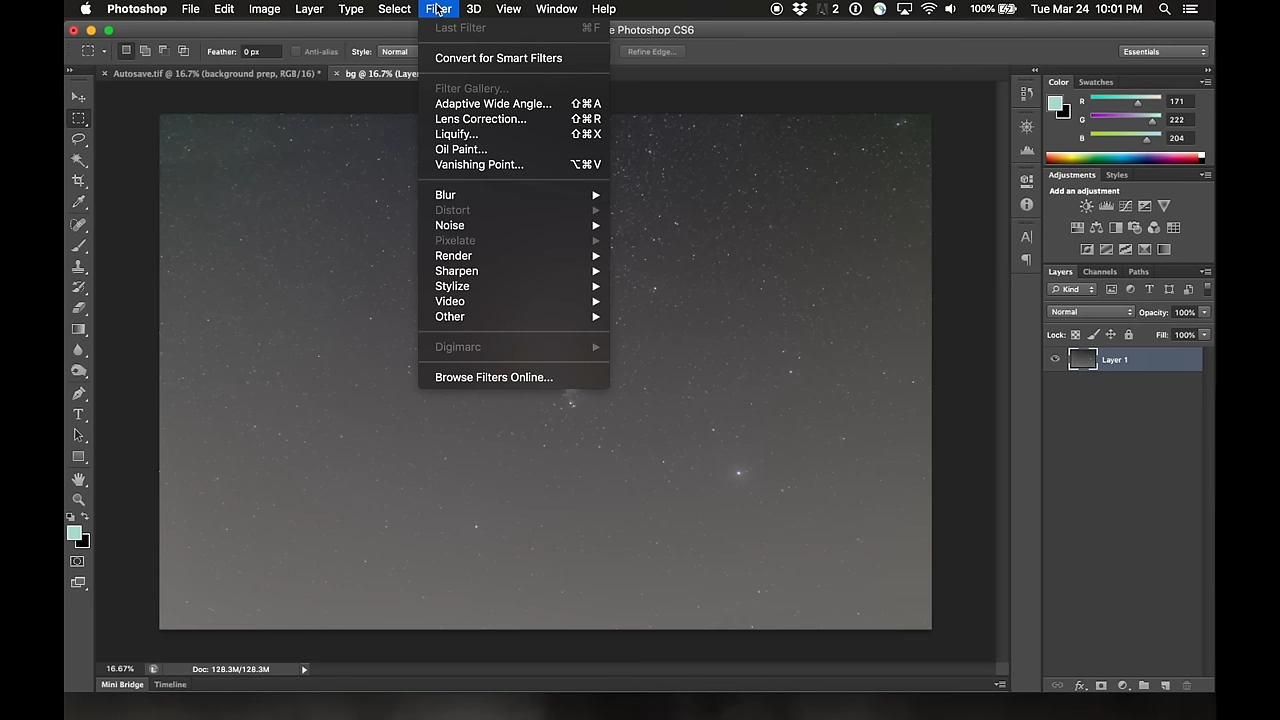 Photoshop File Edit Image Layer Type Select Filter 3D View Window Help 2 100% Tue Mar 24 10:01 PM
e Photoshop CS6
Feather: 0 px Anti-alias Style: Normal Refine Edge... Essentials
Autosave.tif @ 16.7% (background prep, RGB/16) * bg @ 16.7% (Layer
Last Filter ⌘F
Convert for Smart Filters
Filter Gallery...
Adaptive Wide Angle... ⇧⌘A
Lens Correction... ⇧⌘R
Liquify... ⇧⌘X
Oil Paint...
Vanishing Point... ⌥⌘V
Blur
Distort
Noise
Pixelate
Render
Sharpen
Stylize
Video
Other
Digimarc
Browse Filters Online...
Color Swatches
R 171
G 222
B 204
Adjustments Styles
Add an adjustment
Layers Channels Paths
Kind
Normal Opacity: 100%
Lock: Fill: 100%
Layer 1
16.67% Doc: 128.3M/128.3M
Mini Bridge Timeline